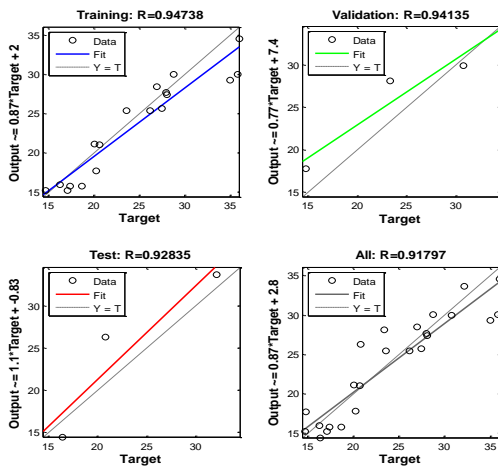 Training: R=0.94738
Output ~= 0.87*Target + 2
35
30
25
20
15
Data
Fit
Y = T
15 20 25 30 35
Target
Validation: R=0.94135
Output ~= 0.77*Target + 7.4
30
25
20
15
Data
Fit
Y = T
15 20 25 30
Target
Test: R=0.92835
Output ~= 1.1*Target + -0.83
30
25
20
15
Data
Fit
Y = T
15 20 25 30
Target
All: R=0.91797
Output ~= 0.87*Target + 2.8
35
30
25
20
15
Data
Fit
Y = T
15 20 25 30 35
Target